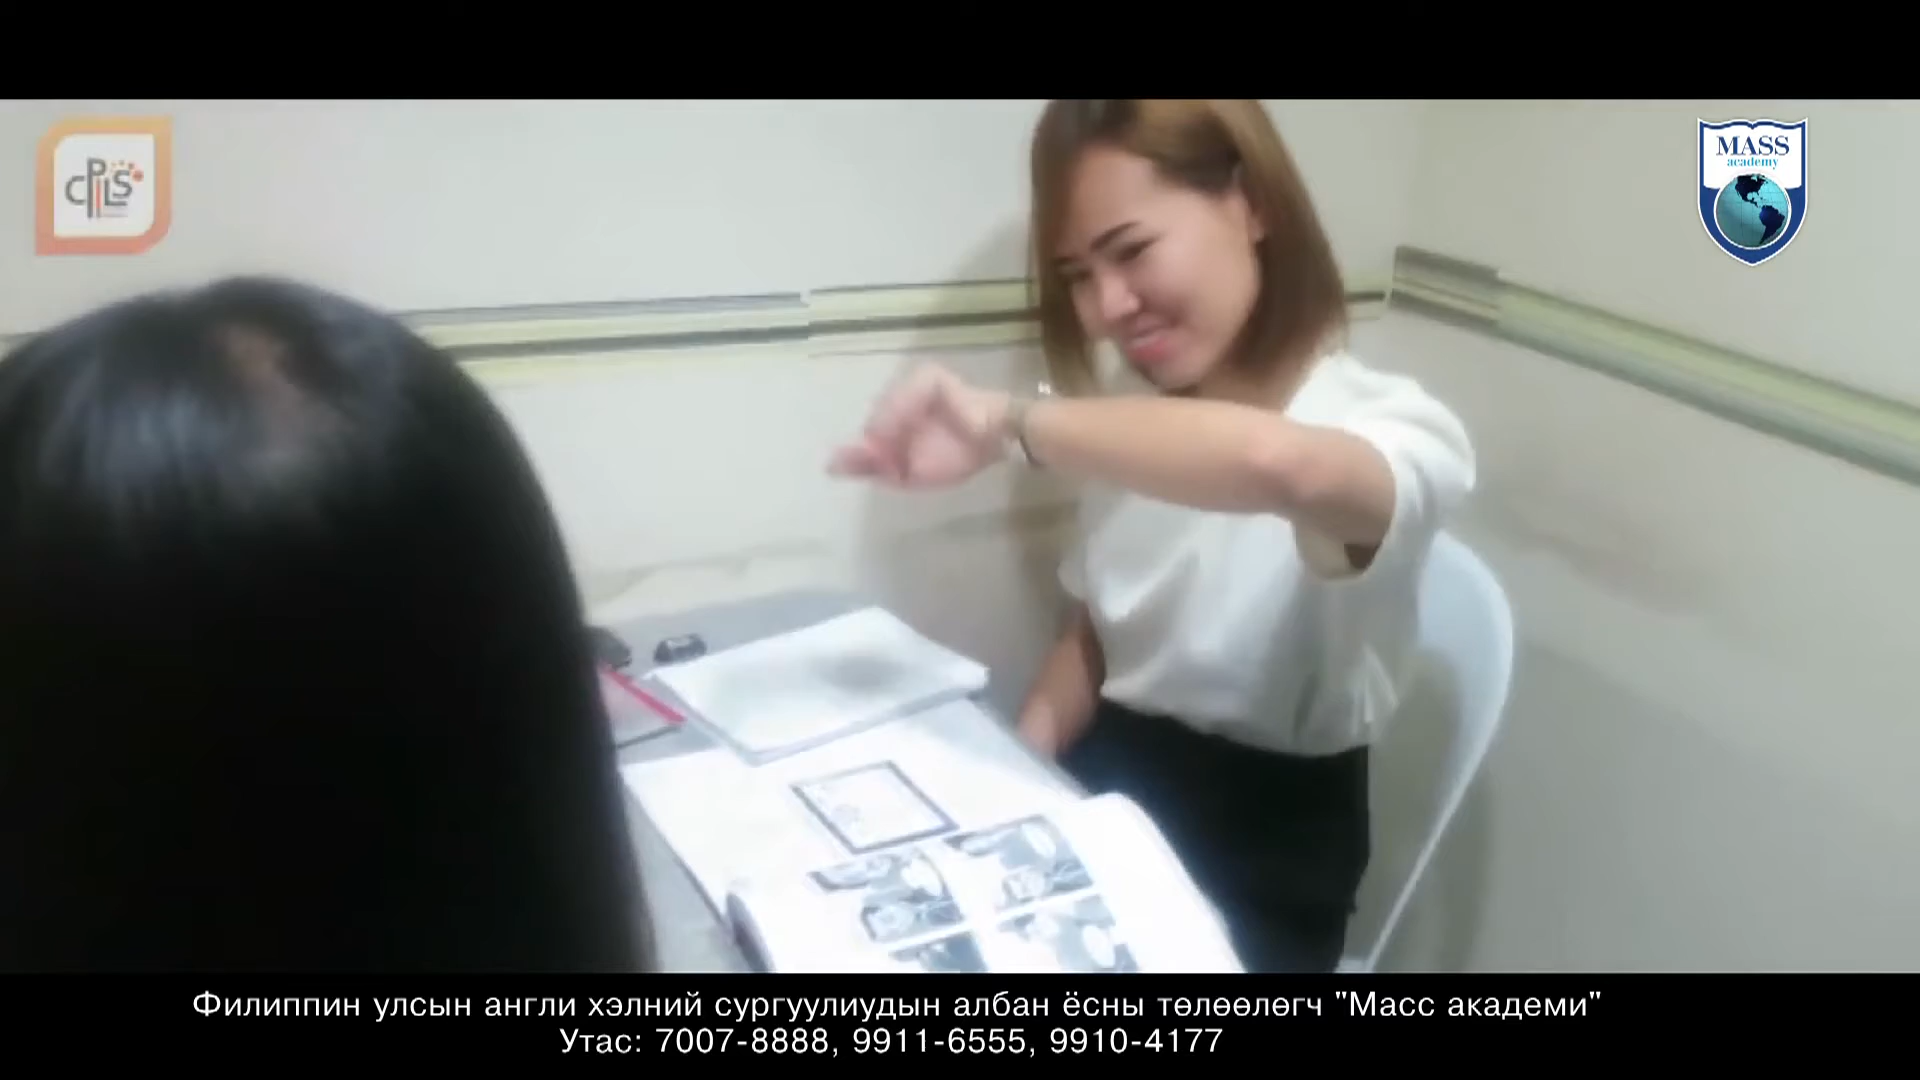 CPILS
MASS
academy
Филиппин улсын англи хэлний сургуулиудын албан ёсны төлөөлөгч "Масс академи"
Утас: 7007-8888, 9911-6555, 9910-4177